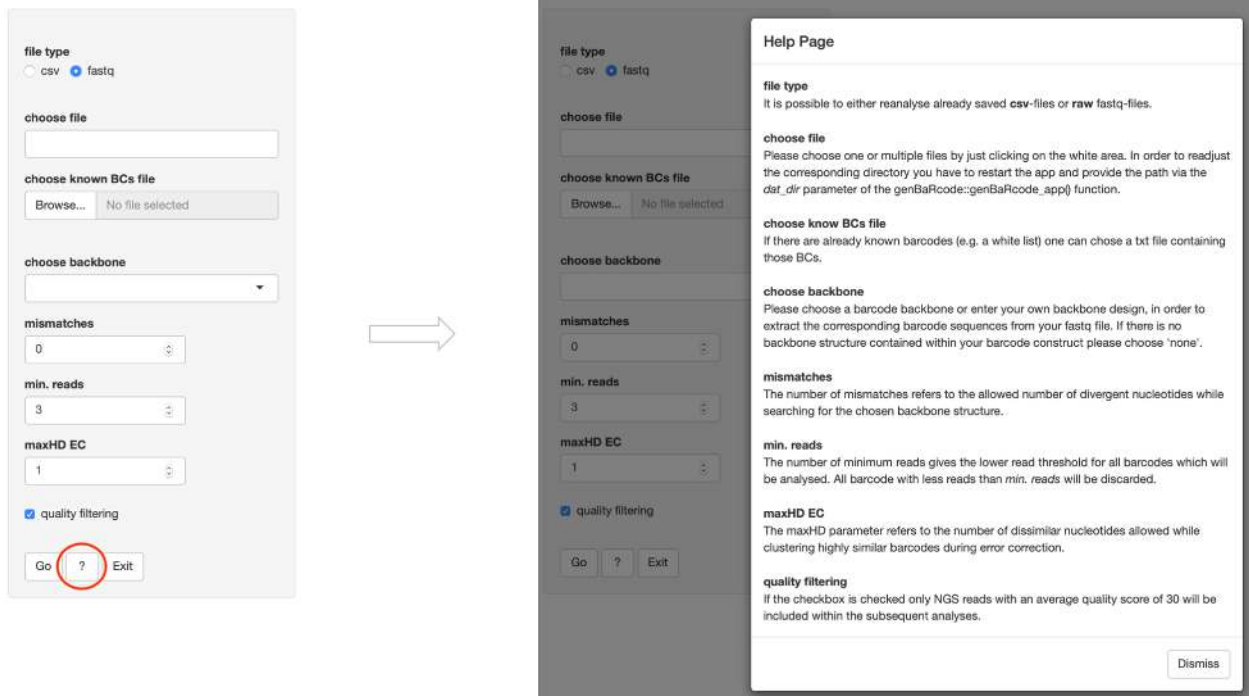 file type
csv fastq
choose file
choose known BCs file
Browse... No file selected
choose backbone
mismatches
0
min. reads
3
maxHD EC
1
quality filtering
Go ? Exit
file type
csv fastq
choose file
choose known BCs file
Browse... No file selected
choose backbone
mismatches
0
min. reads
3
maxHD EC
1
quality filtering
Go ? Exit
Help Page
file type
It is possible to either reanalyse already saved csv-files or raw fastq-files.
choose file
Please choose one or multiple files by just clicking on the white area. In order to readjust
the corresponding directory you have to restart the app and provide the path via the
dat_dir parameter of the genBaRcode::genBaRcode_app() function.
choose know BCs file
If there are already known barcodes (e.g. a white list) one can chose a txt file containing
those BCs.
choose backbone
Please choose a barcode backbone or enter your own backbone design, in order to
extract the corresponding barcode sequences from your fastq file. If there is no
backbone structure contained within your barcode construct please choose 'none'.
mismatches
The number of mismatches refers to the allowed number of divergent nucleotides while
searching for the chosen backbone structure.
min. reads
The number of minimum reads gives the lower read threshold for all barcodes which will
be analysed. All barcode with less reads than min. reads will be discarded.
maxHD EC
The maxHD parameter refers to the number of dissimilar nucleotides allowed while
clustering highly similar barcodes during error correction.
quality filtering
If the checkbox is checked only NGS reads with an average quality score of 30 will be
included within the subsequent analyses.
Dismiss